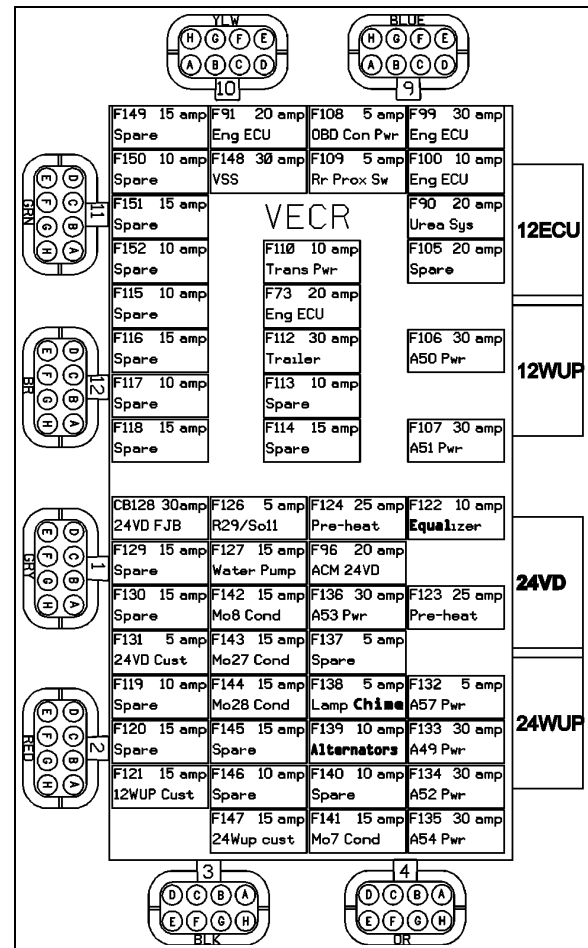 YLW
BLUE
H G F E
H G F E
A B C D
A B C D
10
9
F149 15 amp F91 20 amp F108 5 amp F99 30 amp
Spare Eng ECU OBD Con Pwr Eng ECU
F150 10 amp F148 30 amp F109 5 amp F100 10 amp
Spare VSS Rr Prox Sw Eng ECU
F151 15 amp VECR F90 20 amp
Spare Urea Sys
F152 10 amp F110 10 amp F105 20 amp
Spare Trans Pwr Spare
F115 10 amp F73 20 amp
Spare Eng ECU
F116 15 amp F112 30 amp F106 30 amp
Spare Trailer A50 Pwr
F117 10 amp F113 10 amp
Spare Spare
F118 15 amp F114 15 amp F107 30 amp
Spare Spare A51 Pwr
12ECU
12WUP
GRN
11
E D
F C
G B
H A
BR
12
E D
F C
G B
H A
CB128 30amp F126 5 amp F124 25 amp F122 10 amp
24VD FJB R29/Sol1 Pre-heat Equalizer
F129 15 amp F127 15 amp F96 20 amp
Spare Water Pump ACM 24VD
F130 15 amp F142 15 amp F136 30 amp F123 25 amp
Spare Mo8 Cond A53 Pwr Pre-heat
F131 5 amp F143 15 amp F137 5 amp
24VD Cust Mo27 Cond Spare
F119 10 amp F144 15 amp F138 5 amp F132 5 amp
Spare Mo28 Cond Lamp Chime A57 Pwr
F120 15 amp F145 15 amp F139 10 amp F133 30 amp
Spare Spare Alternators A49 Pwr
F121 15 amp F146 10 amp F140 10 amp F134 30 amp
12WUP Cust Spare Spare A52 Pwr
F147 15 amp F141 15 amp F135 30 amp
24Wup cust Mo7 Cond A54 Pwr
24VD
24WUP
GRY
1
E D
F C
G B
H A
RED
2
E D
F C
G B
H A
3
4
D C B A
D C B A
E F G H
E F G H
BLK
OR